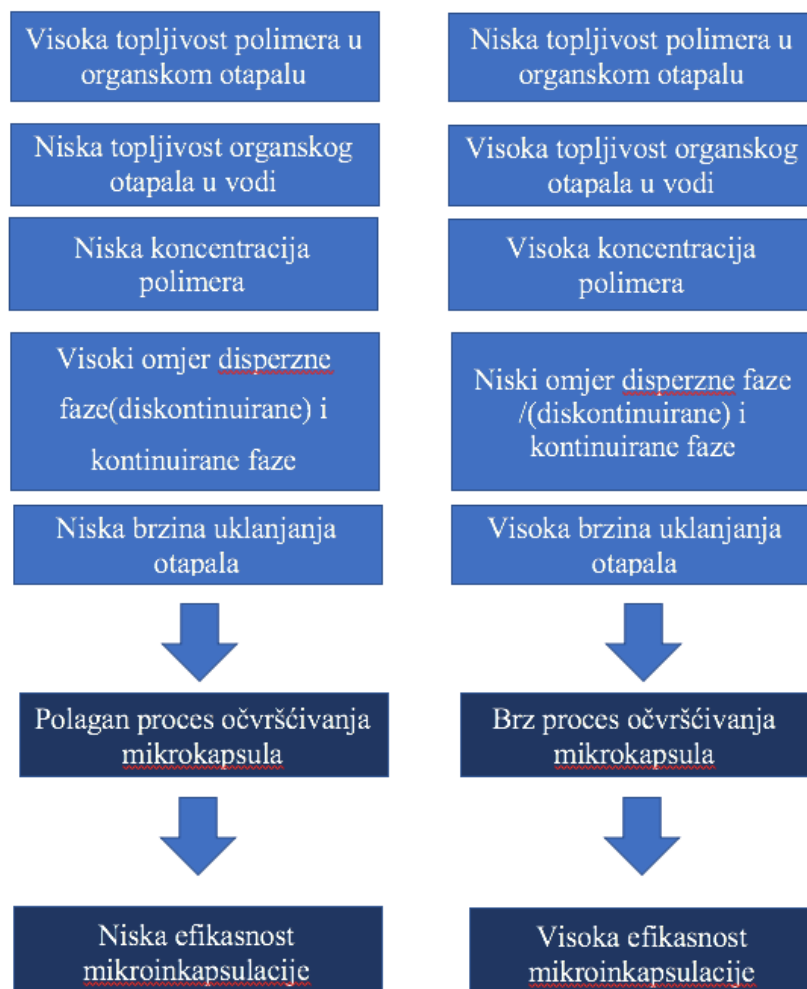 Visoka topljivost polimera u
organskom otapalu
Niska topljivost organskog
otapala u vodi
Niska koncentracija
polimera
Visoki omjer disperzne
faze(diskontinuirane) i
kontinuirane faze
Niska brzina uklanjanja
otapala
Polagan proces očvršćivanja
mikrokapsula
Niska efikasnost
mikroinkapsulacije
Niska topljivost polimera u
organskom otapalu
Visoka topljivost organskog
otapala u vodi
Visoka koncentracija
polimera
Niski omjer disperzne faze
/(diskontinuirane) i
kontinuirane faze
Visoka brzina uklanjanja
otapala
Brz proces očvršćivanja
mikrokapsula
Visoka efikasnost
mikroinkapsulacije